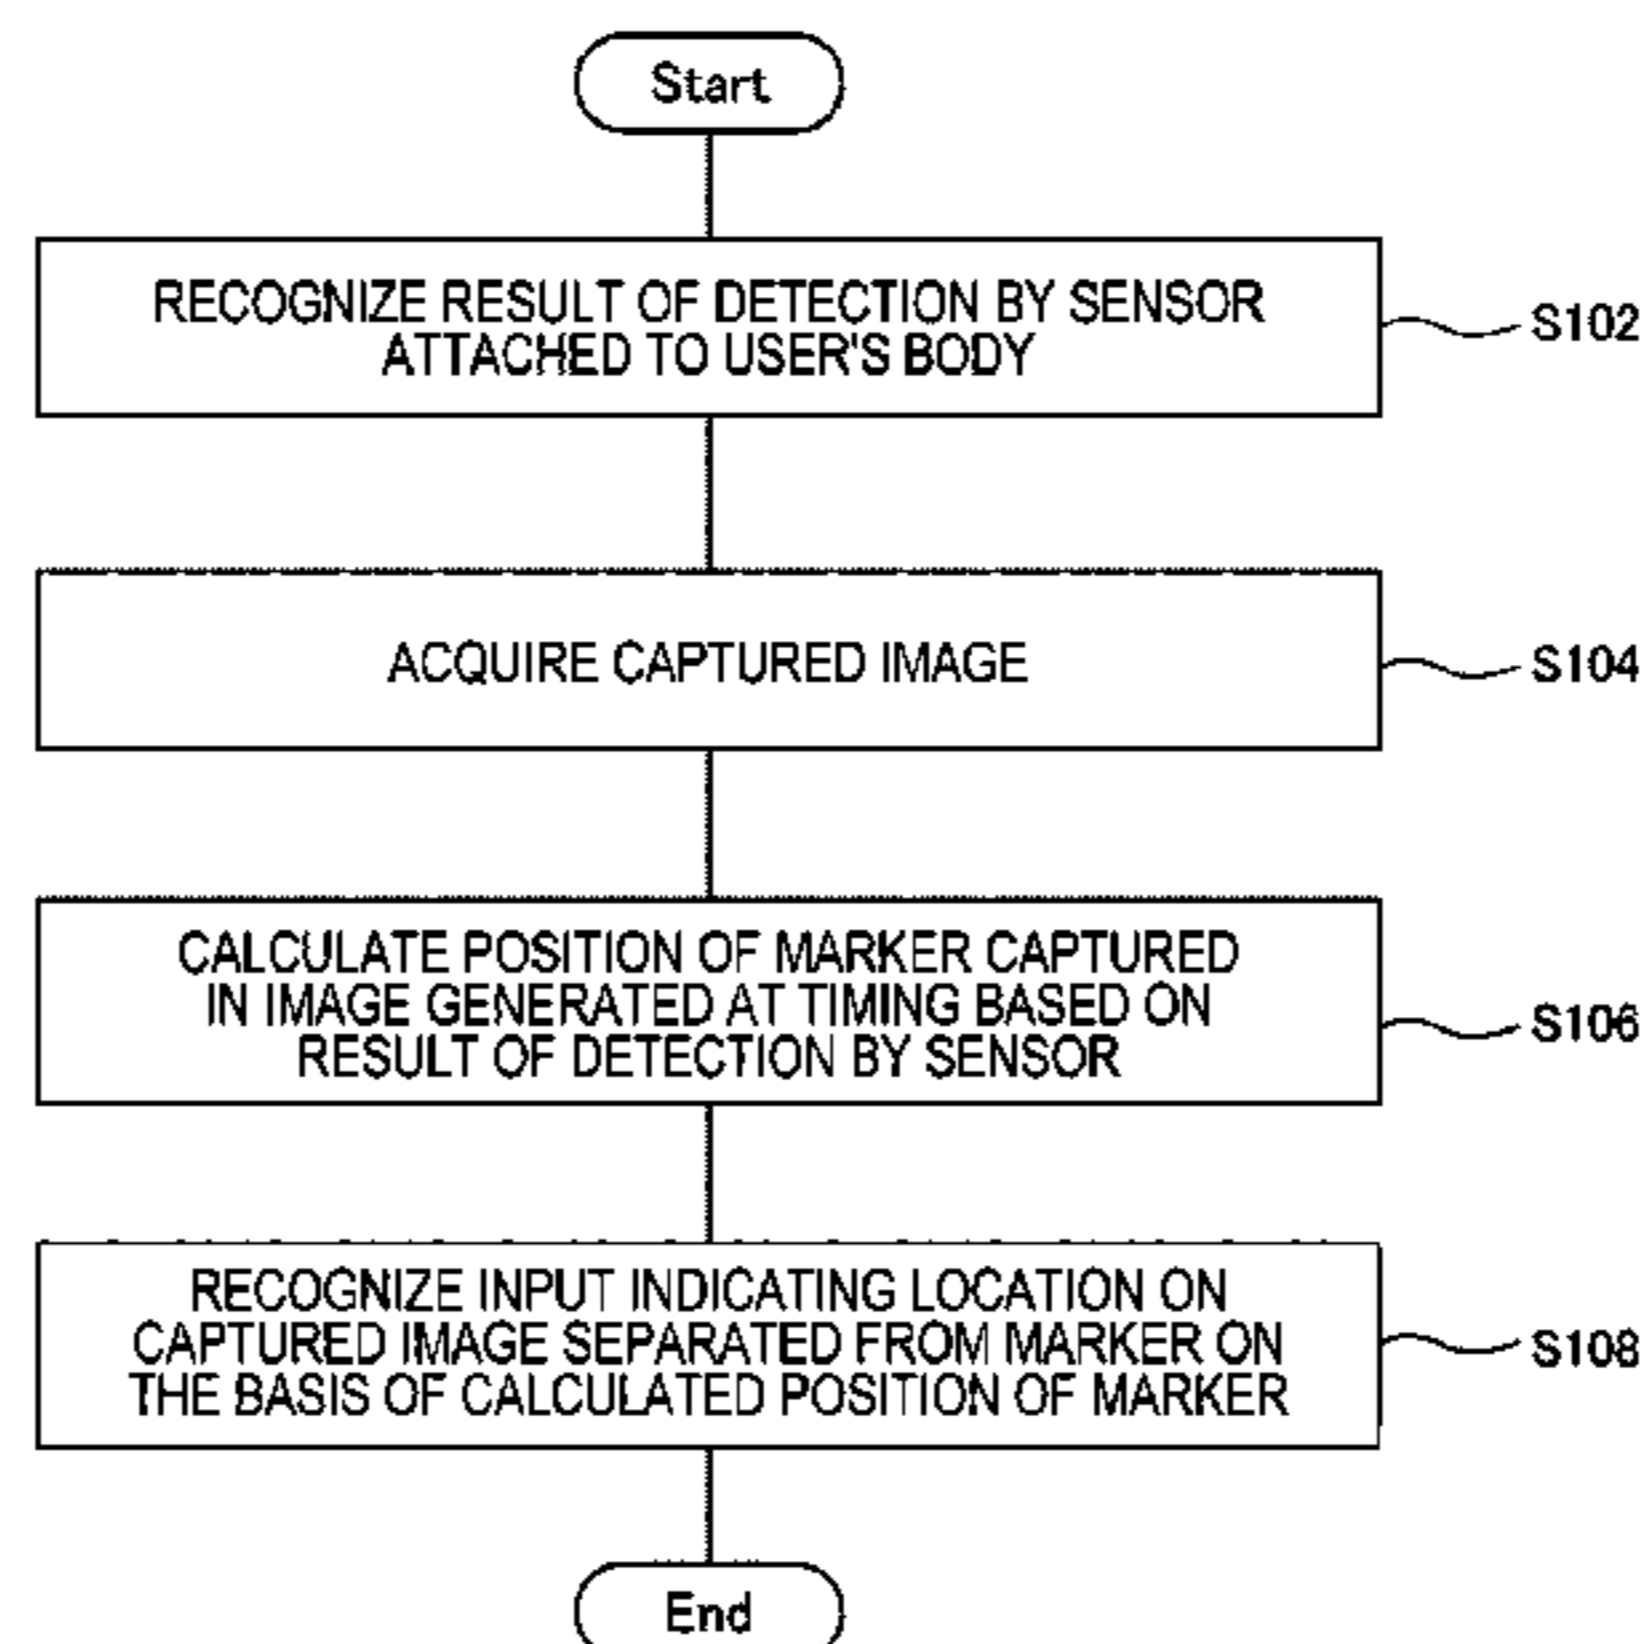 Start
RECOGNIZE RESULT OF DETECTION BY SENSOR
ATTACHED TO USER'S BODY
S102
ACQUIRE CAPTURED IMAGE
S104
CALCULATE POSITION OF MARKER CAPTURED
IN IMAGE GENERATED AT TIMING BASED ON
RESULT OF DETECTION BY SENSOR
S106
RECOGNIZE INPUT INDICATING LOCATION ON
CAPTURED IMAGE SEPARATED FROM MARKER ON
THE BASIS OF CALCULATED POSITION OF MARKER
S108
End